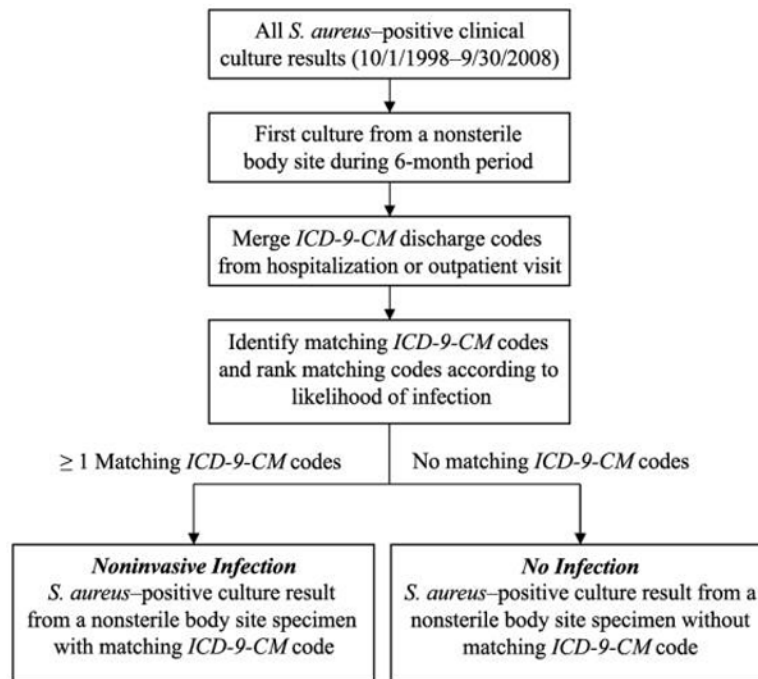 All S. aureus–positive clinical
culture results (10/1/1998–9/30/2008)
First culture from a nonsterile
body site during 6-month period
Merge ICD-9-CM discharge codes
from hospitalization or outpatient visit
Identify matching ICD-9-CM codes
and rank matching codes according to
likelihood of infection
≥ 1 Matching ICD-9-CM codes
No matching ICD-9-CM codes
Noninvasive Infection
S. aureus–positive culture result
from a nonsterile body site specimen
with matching ICD-9-CM code
No Infection
S. aureus–positive culture result from a
nonsterile body site specimen without
matching ICD-9-CM code